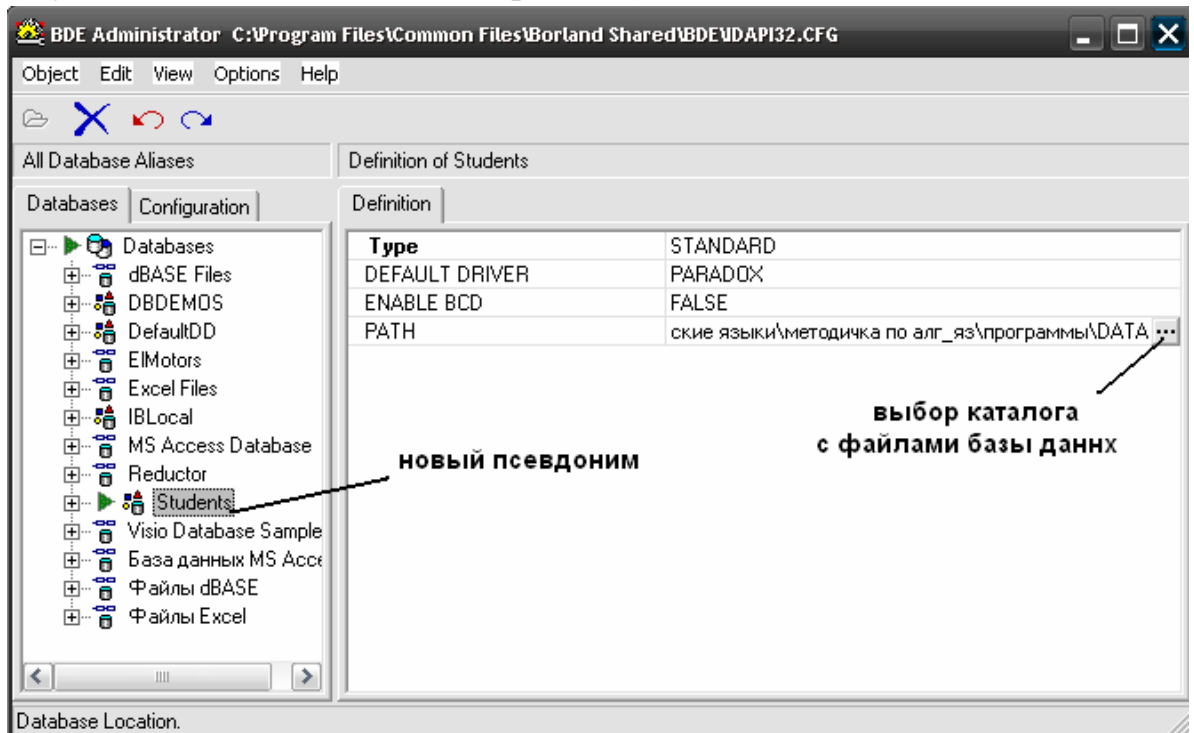 BDE Administrator C:\Program Files\Common Files\Borland Shared\BDE\IDAPI32.CFG
Object Edit View Options Help
All Database Aliases
Definition of Students
Databases Configuration
Definition
Databases
dBASE Files
DBDEMOS
DefaultDD
ElMotors
Excel Files
IBLocal
MS Access Database
Reductor
Students
Visio Database Sample
База данных MS Acce
Файлы dBASE
Файлы Excel
Type STANDARD
DEFAULT DRIVER PARADOX
ENABLE BCD FALSE
PATH ские языки\методичка по алг_яз\программы\DATA ...
выбор каталога
с файлами базы даннх
новый псевдоним
Database Location.